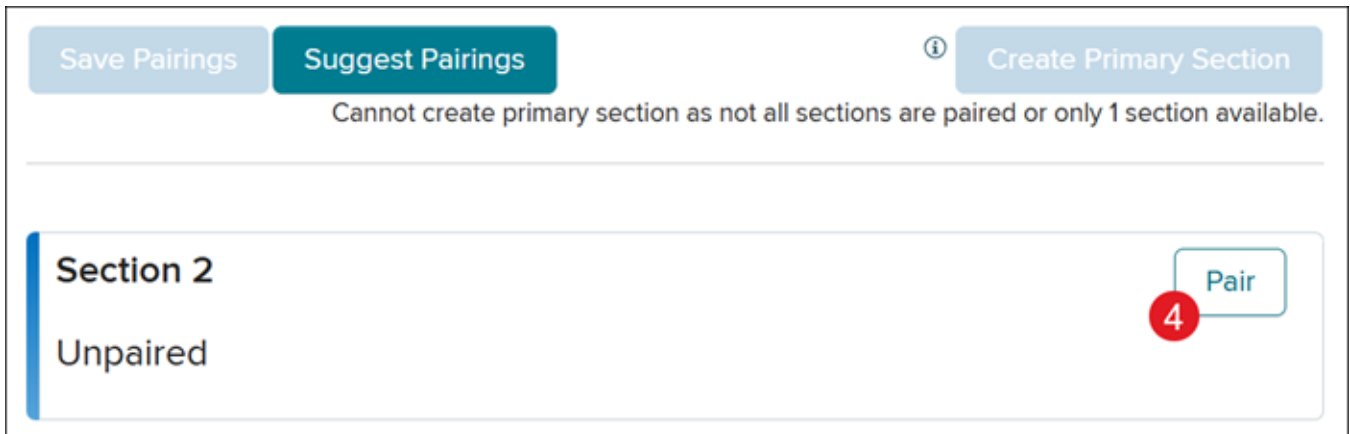 Save Pairings Suggest Pairings Create Primary Section
Cannot create primary section as not all sections are paired or only 1 section available.
Section 2 Pair
4
Unpaired